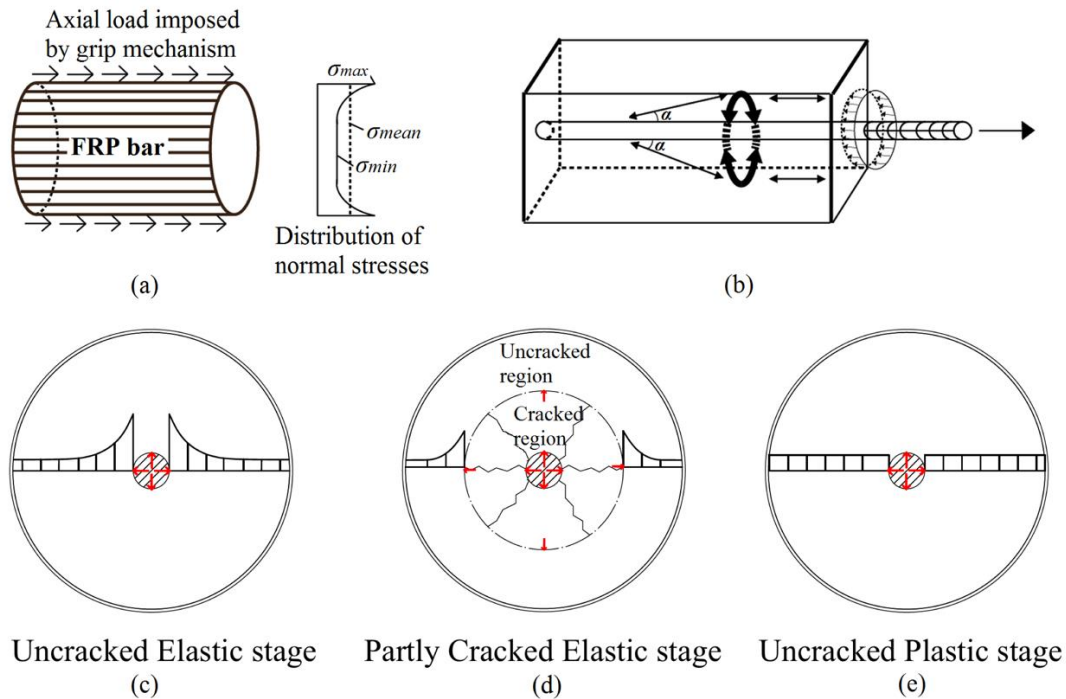 Axial load imposed
by grip mechanism
FRP bar
σmax
σmean
σmin
Distribution of
normal stresses
(a)
α
α
(b)
Uncracked
region
Cracked
region
Uncracked Elastic stage
(c)
Partly Cracked Elastic stage
(d)
Uncracked Plastic stage
(e)